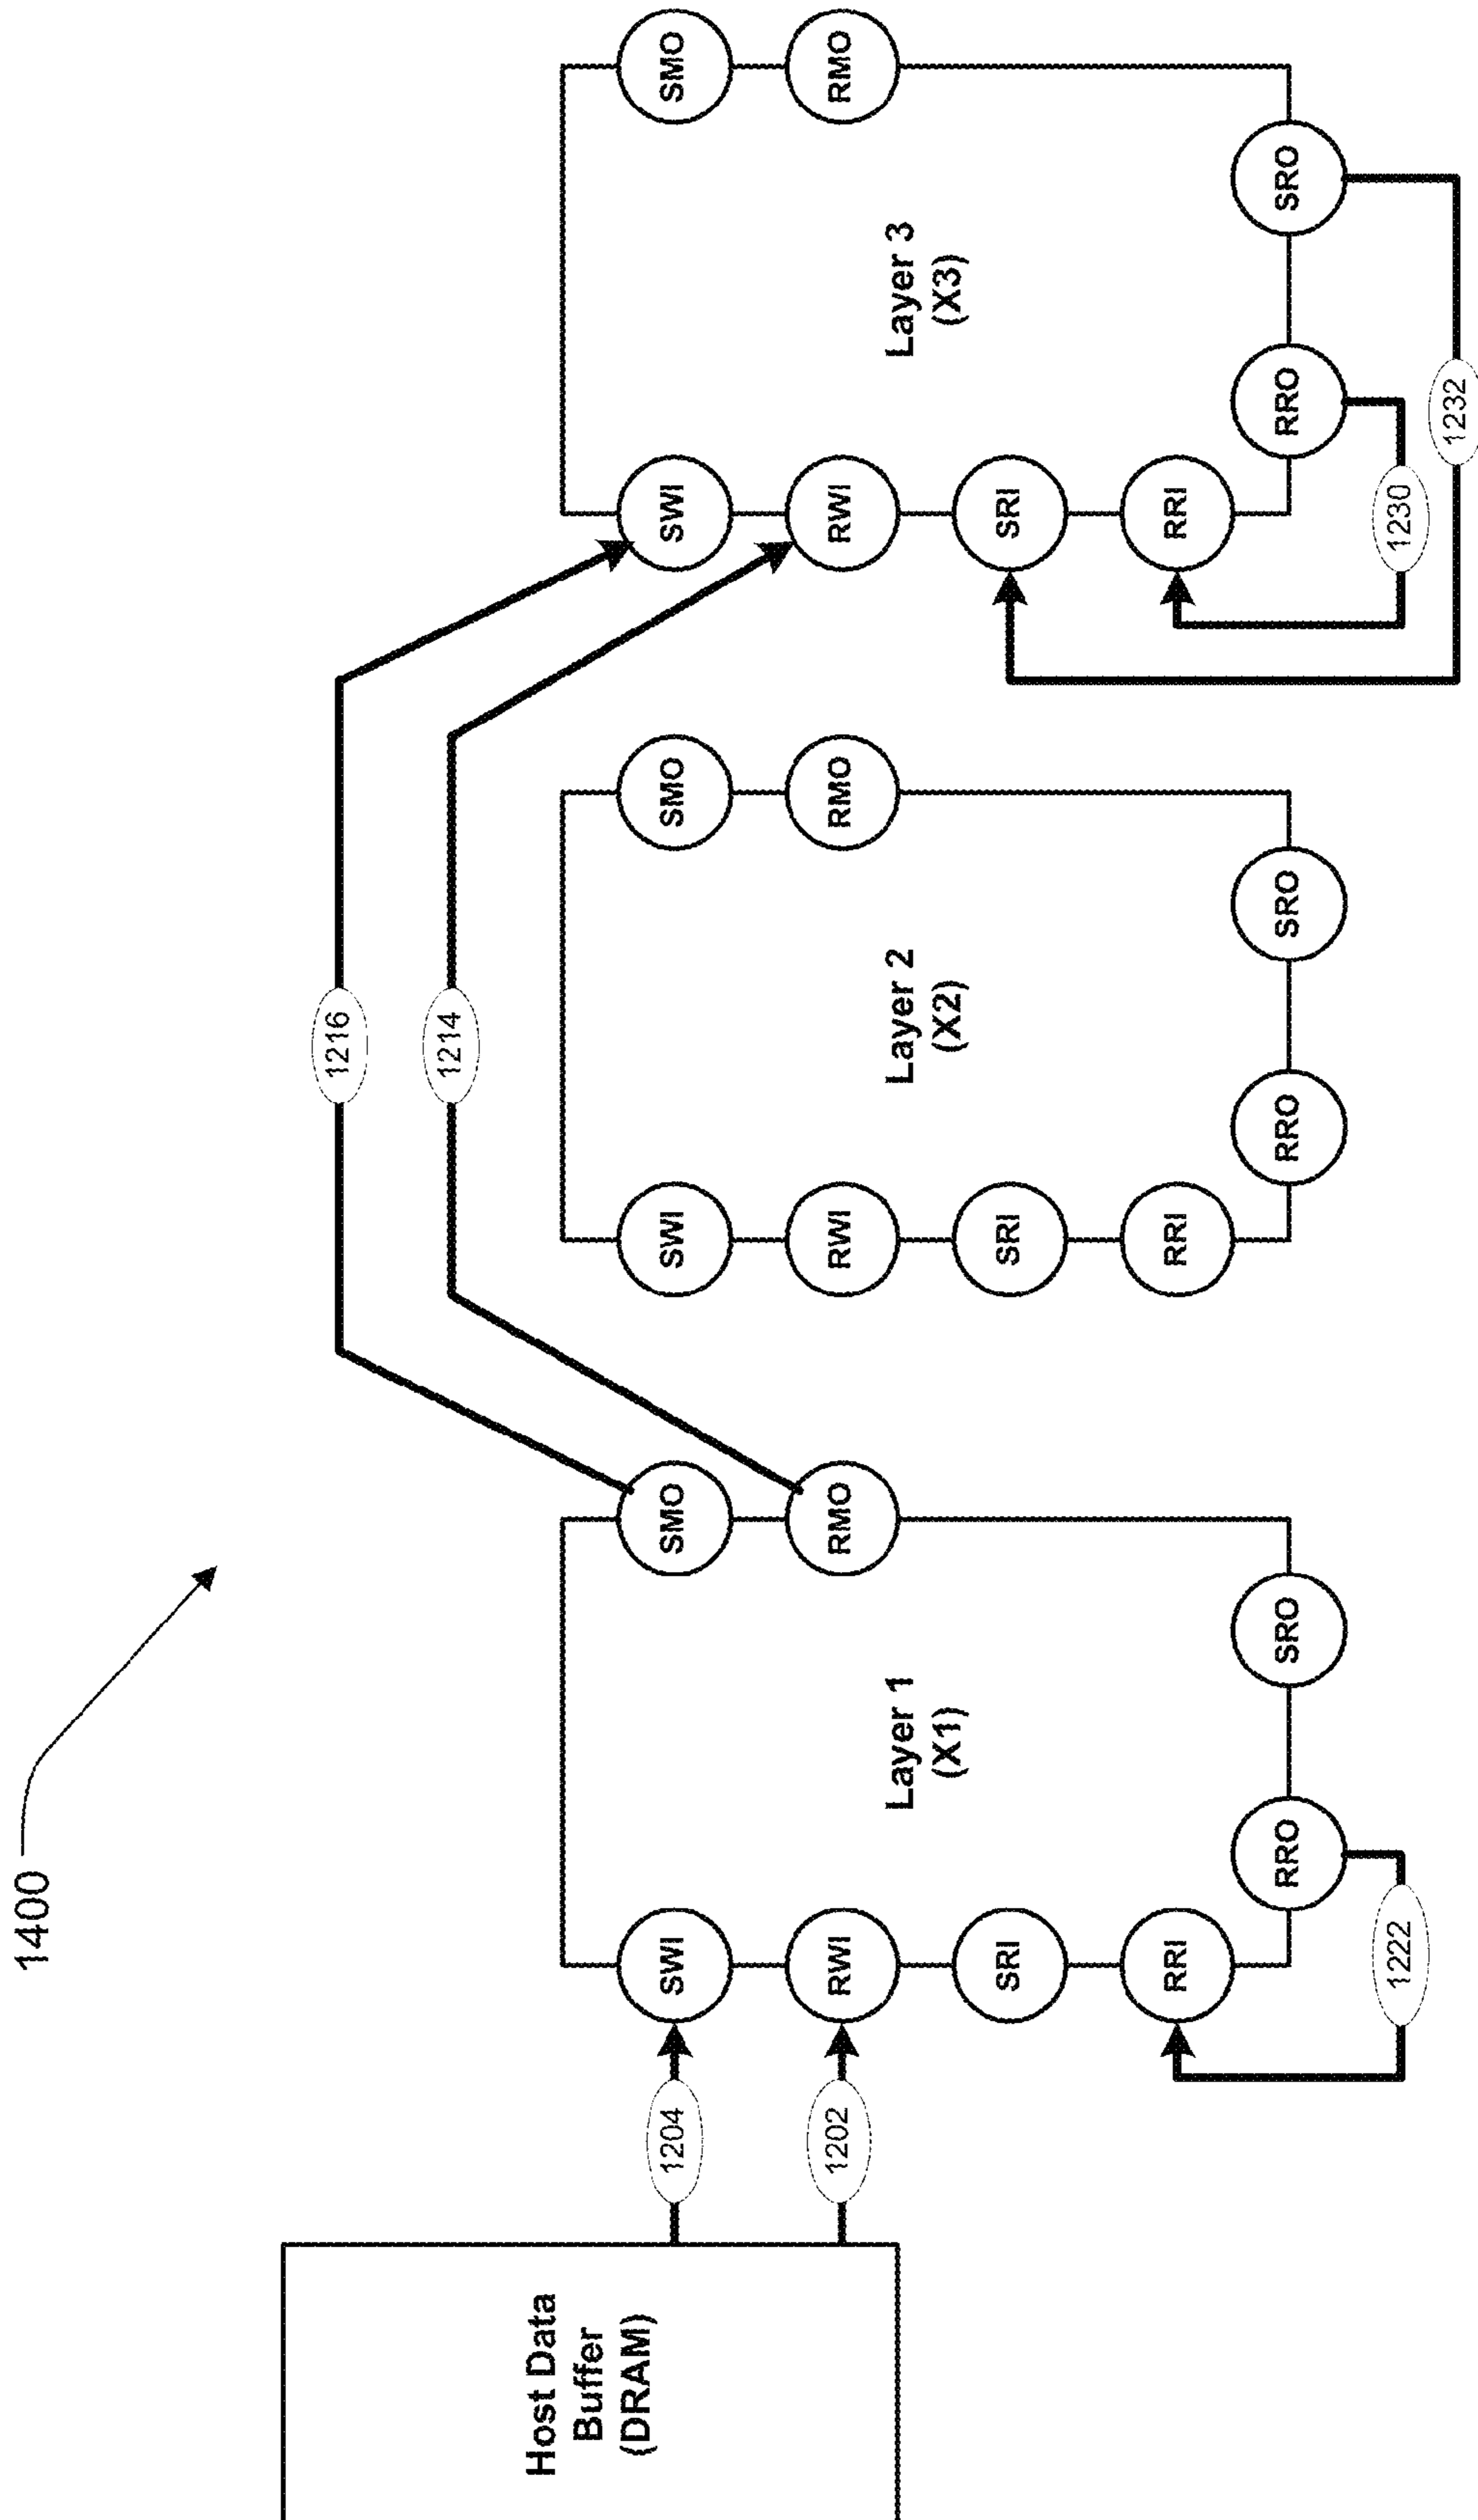 1400
Host Data
Buffer
(DRAM)
1204
1202
1216
1214
SWI
RWI
SRI
RRI
SMO
RMO
Layer 1
(X1)
RRO
SRO
1222
SWI
RWI
SRI
RRI
SMO
RMO
Layer 2
(X2)
RRO
SRO
SWI
RWI
SRI
RRI
SMO
RMO
Layer 3
(X3)
RRO
SRO
1230
1232